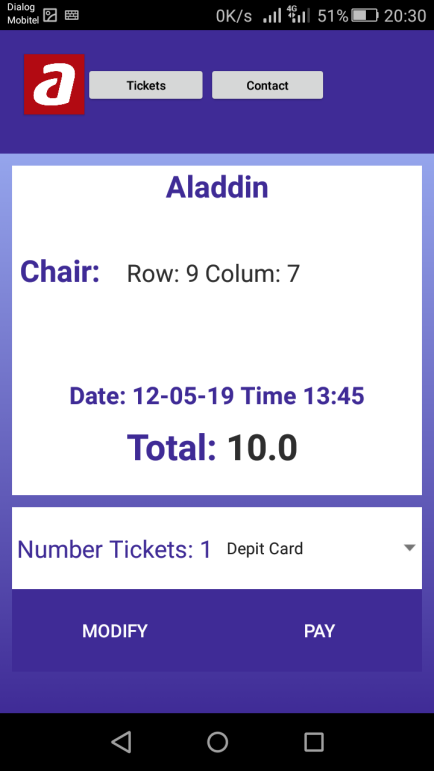 Dialog
Mobitel
0K/s 4G 51% 20:30
a
Tickets Contact
Aladdin
Chair: Row: 9 Colum: 7
Date: 12-05-19 Time 13:45
Total: 10.0
Number Tickets: 1 Depit Card
MODIFY PAY